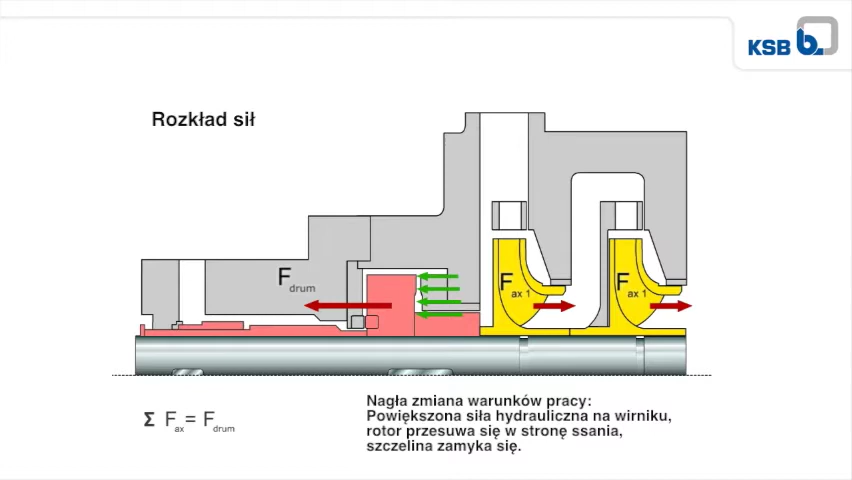 KSB
Rozkład sił
F drum
F ax 1
F ax 1
Σ F ax = F drum
Nagła zmiana warunków pracy:
Powiększona siła hydrauliczna na wirniku,
rotor przesuwa się w stronę ssania,
szczelina zamyka się.